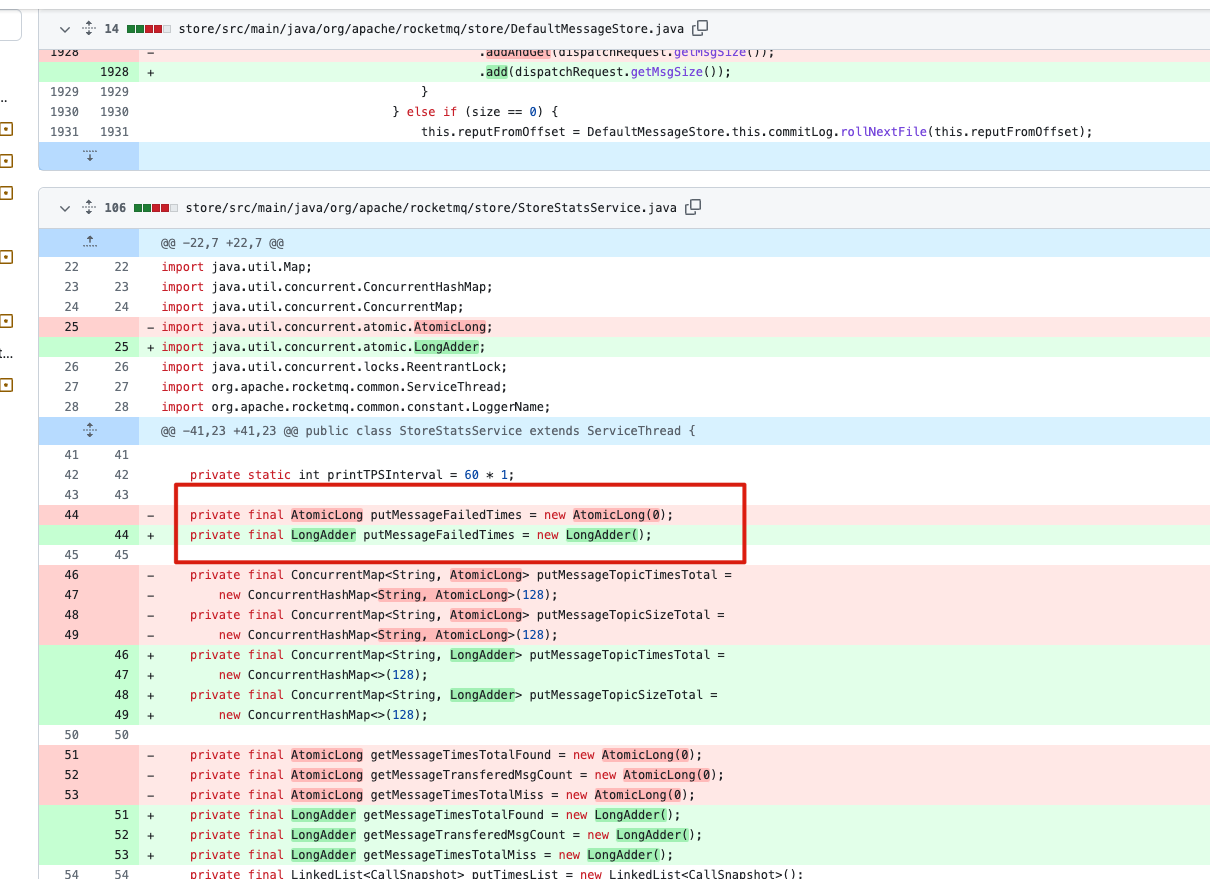 14 store/src/main/java/org/apache/rocketmq/store/DefaultMessageStore.java
1928 - .addAndGet(dispatchRequest.getMsgSize());
1928 + .add(dispatchRequest.getMsgSize());
1929 1929 }
1930 1930 } else if (size == 0) {
1931 1931 this.reputFromOffset = DefaultMessageStore.this.commitLog.rollNextFile(this.reputFromOffset);
106 store/src/main/java/org/apache/rocketmq/store/StoreStatsService.java
@@ -22,7 +22,7 @@
22 22 import java.util.Map;
23 23 import java.util.concurrent.ConcurrentHashMap;
24 24 import java.util.concurrent.ConcurrentMap;
25 - import java.util.concurrent.atomic.AtomicLong;
25 + import java.util.concurrent.atomic.LongAdder;
26 26 import java.util.concurrent.locks.ReentrantLock;
27 27 import org.apache.rocketmq.common.ServiceThread;
28 28 import org.apache.rocketmq.common.constant.LoggerName;
@@ -41,23 +41,23 @@ public class StoreStatsService extends ServiceThread {
41 41
42 42 private static int printTPSInterval = 60 * 1;
43 43
44 - private final AtomicLong putMessageFailedTimes = new AtomicLong(0);
44 + private final LongAdder putMessageFailedTimes = new LongAdder();
45 45
46 - private final ConcurrentMap<String, AtomicLong> putMessageTopicTimesTotal =
47 - new ConcurrentHashMap<String, AtomicLong>(128);
48 - private final ConcurrentMap<String, AtomicLong> putMessageTopicSizeTotal =
49 - new ConcurrentHashMap<String, AtomicLong>(128);
46 + private final ConcurrentMap<String, LongAdder> putMessageTopicTimesTotal =
47 + new ConcurrentHashMap<>(128);
48 + private final ConcurrentMap<String, LongAdder> putMessageTopicSizeTotal =
49 + new ConcurrentHashMap<>(128);
50 50
51 - private final AtomicLong getMessageTimesTotalFound = new AtomicLong(0);
52 - private final AtomicLong getMessageTransferedMsgCount = new AtomicLong(0);
53 - private final AtomicLong getMessageTimesTotalMiss = new AtomicLong(0);
51 + private final LongAdder getMessageTimesTotalFound = new LongAdder();
52 + private final LongAdder getMessageTransferedMsgCount = new LongAdder();
53 + private final LongAdder getMessageTimesTotalMiss = new LongAdder();
54 54 private final LinkedList<CallSnapshot> putTimesList = new LinkedList<CallSnapshot>();
..
t...